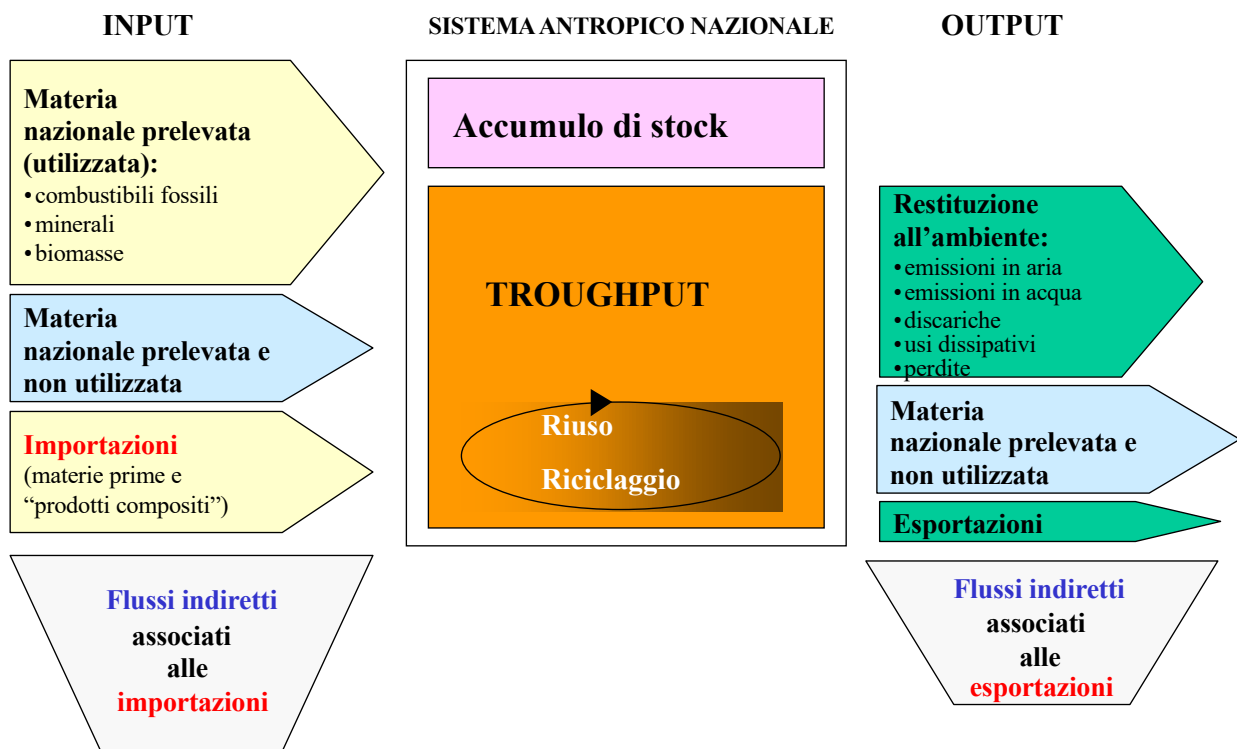 INPUT
SISTEMA ANTROPICO NAZIONALE
OUTPUT
Materia
nazionale prelevata
(utilizzata):
•combustibili fossili
•minerali
•biomasse
Materia
nazionale prelevata e
non utilizzata
Importazioni
(materie prime e
“prodotti compositi”)
Flussi indiretti
associati
alle
importazioni
Accumulo di stock
TROUGHPUT
Riuso
Riciclaggio
Restituzione
all’ambiente:
•emissioni in aria
•emissioni in acqua
•discariche
•usi dissipativi
•perdite
Materia
nazionale prelevata e
non utilizzata
Esportazioni
Flussi indiretti
associati
alle
esportazioni